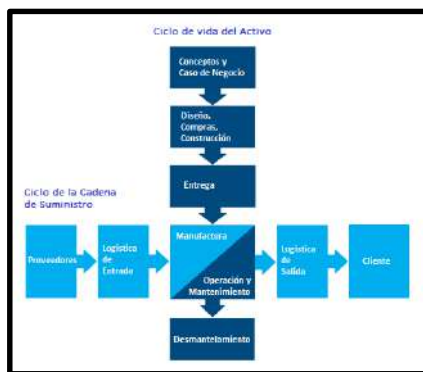 Ciclo de vida del Activo
Conceptos y
Caso de Negocio
Diseño,
Compras,
Construcción
Entrega
Ciclo de la Cadena
de Suministro
Proveedores
Logística
de
Entrada
Manufactura
Operación y
Mantenimiento
Logística
de
Salida
Cliente
Desmantelamiento